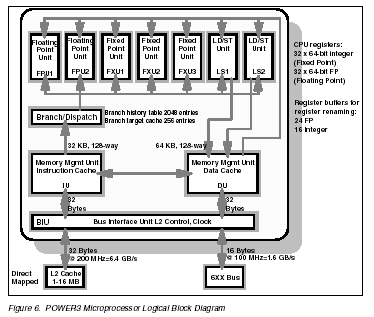 Floating Point Unit FPU1
Floating Point Unit FPU2
Fixed Point Unit FXU1
Fixed Point Unit FXU2
Fixed Point Unit FXU3
LD/ST Unit LS1
LD/ST Unit LS2
CPU registers:
32 x 64-bit integer
(Fixed Point)
32 x 64-bit FP
(Floating Point)
Register buffers for
register renaming:
24 FP
16 Integer
Branch/Dispatch
Branch history table 2048 entries
Branch target cache 256 entries
32 KB, 128-way
64 KB, 128-way
Memory Mgmt Unit
Instruction Cache
IU
Memory Mgmt Unit
Data Cache
DU
32
Bytes
32
Bytes
BIU
Bus Interface Unit L2 Control, Clock
32 Bytes
@ 200 MHz=6.4 GB/s
16 Bytes
@ 100 MHz=1.6 GB/s
Direct
Mapped
L2 Cache
1-16 MB
6XX Bus
Figure 6. POWER3 Microprocessor Logical Block Diagram